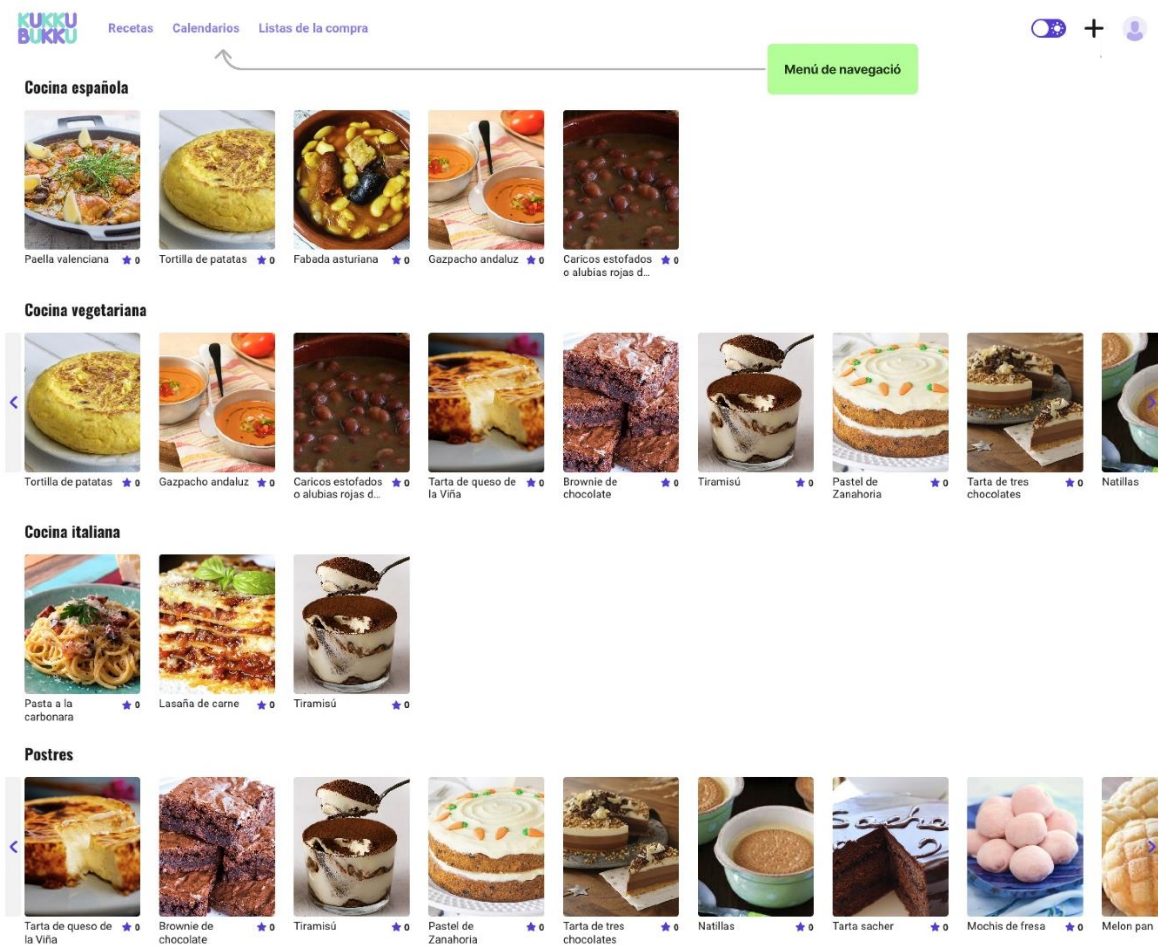 KUKKU
BUKKU
Recetas Calendarios Listas de la compra
Menú de navegació
Cocina española
Paella valenciana 0 Tortilla de patatas 0 Fabada asturiana 0 Gazpacho andaluz 0 Caricos estofados 0
o alubias rojas d...
Cocina vegetariana
Tortilla de patatas 0 Gazpacho andaluz 0 Caricos estofados 0 Tarta de queso de 0 Brownie de 0 Tiramisú 0 Pastel de 0 Tarta de tres 0 Natillas
o alubias rojas d... la Viña chocolate Zanahoria chocolates
Cocina italiana
Pasta a la 0 Lasaña de carne 0 Tiramisú 0
carbonara
Postres
Sacher
Tarta de queso de 0 Brownie de 0 Tiramisú 0 Pastel de 0 Tarta de tres 0 Natillas 0 Tarta sacher 0 Mochis de fresa 0 Melon pan
la Viña chocolate Zanahoria chocolates